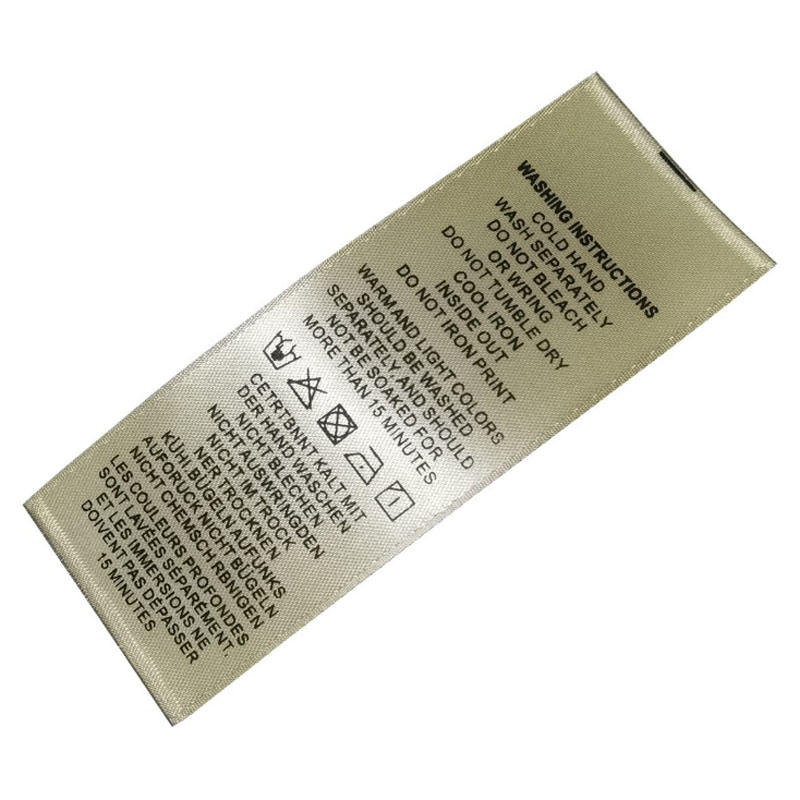 WASHING INSTRUCTIONS
COLD HAND
WASH SEPARATELY
DO NOT BLEACH
OR WRING
DO NOT TUMBLE DRY
COOL IRON
INSIDE OUT
DO NOT IRON PRINT
WARM AND LIGHT COLORS
SHOULD BE WASHED
SEPARATELY, AND SHOULD
NOT BE SOAKED FOR
MORE THAN 15 MINUTES
CETRTBNNT KALT MIT
DER HAND WASCHEN
NICHT BLECHEN
NICHT AUSWRINGDEN
NICHT IM TROCK
NER TROCKNEN
KÜHI BÜGELN AUFUNKS
AUFORUCK NICHT BÜGELN
NICHT CHEMSCH RBNIGEN
LES COULEURS PROFONDES
SONT LAVÉES SÉPARÉMENT.
ET LES IMMERSIONS NE
DOIVENT PAS DÉPASSER
15 MINUTES